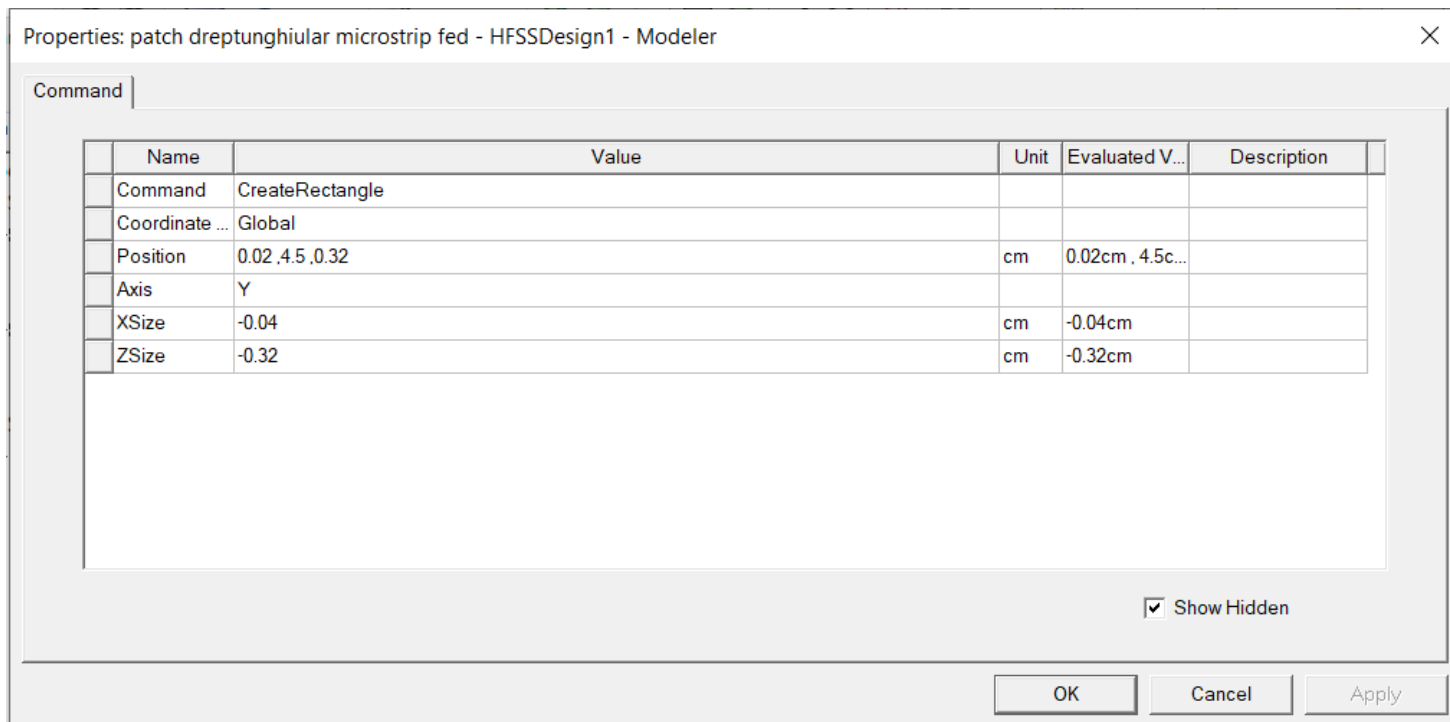 Properties: patch dreptunghiular microstrip fed - HFSSDesign1 - Modeler
Command
Name Value Unit Evaluated V... Description
Command CreateRectangle
Coordinate ... Global
Position 0.02 ,4.5 ,0.32 cm 0.02cm , 4.5c...
Axis Y
XSize -0.04 cm -0.04cm
ZSize -0.32 cm -0.32cm
Show Hidden
OK Cancel Apply